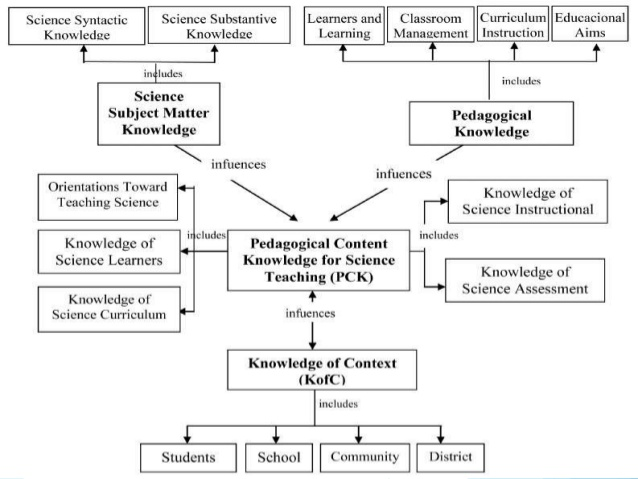 Science Syntactic
Knowledge
Science Substantive
Knowledge
Learners and
Learning
Classroom
Management
Curriculum
Instruction
Educacional
Aims
includes
includes
Science
Subject Matter
Knowledge
Pedagogical
Knowledge
infuences
infuences
Orientations Toward
Teaching Science
Knowledge of
Science Learners
Knowledge of
Science Curriculum
includes
Pedagogical Content
Knowledge for Science
Teaching (PCK)
includes
Knowledge of
Science Instructional
Knowledge of
Science Assessment
infuences
Knowledge of Context
(KofC)
includes
Students
School
Community
District